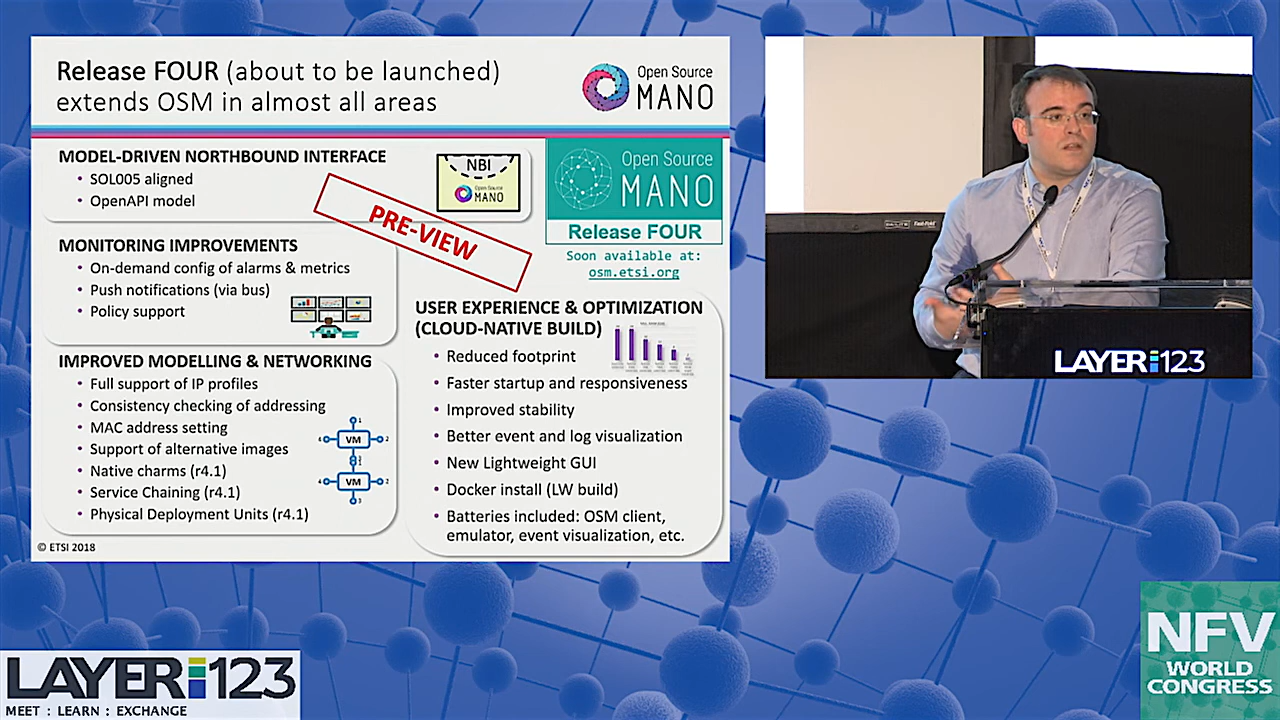 Release FOUR (about to be launched)
extends OSM in almost all areas
Open Source
MANO
MODEL-DRIVEN NORTHBOUND INTERFACE
• SOL005 aligned
• OpenAPI model
NBI
Open Source
MANO
PRE-VIEW
Open Source
MANO
Release FOUR
Soon available at:
osm.etsi.org
MONITORING IMPROVEMENTS
• On-demand config of alarms & metrics
• Push notifications (via bus)
• Policy support
IMPROVED MODELLING & NETWORKING
• Full support of IP profiles
• Consistency checking of addressing
• MAC address setting
• Support of alternative images
• Native charms (r4.1)
• Service Chaining (r4.1)
• Physical Deployment Units (r4.1)
VM
VM
USER EXPERIENCE & OPTIMIZATION
(CLOUD-NATIVE BUILD)
• Reduced footprint
• Faster startup and responsiveness
• Improved stability
• Better event and log visualization
• New Lightweight GUI
• Docker install (LW build)
• Batteries included: OSM client,
emulator, event visualization, etc.
© ETSI 2018
LAYER123
LAYER123
MEET : LEARN : EXCHANGE
NFV
WORLD
CONGRESS